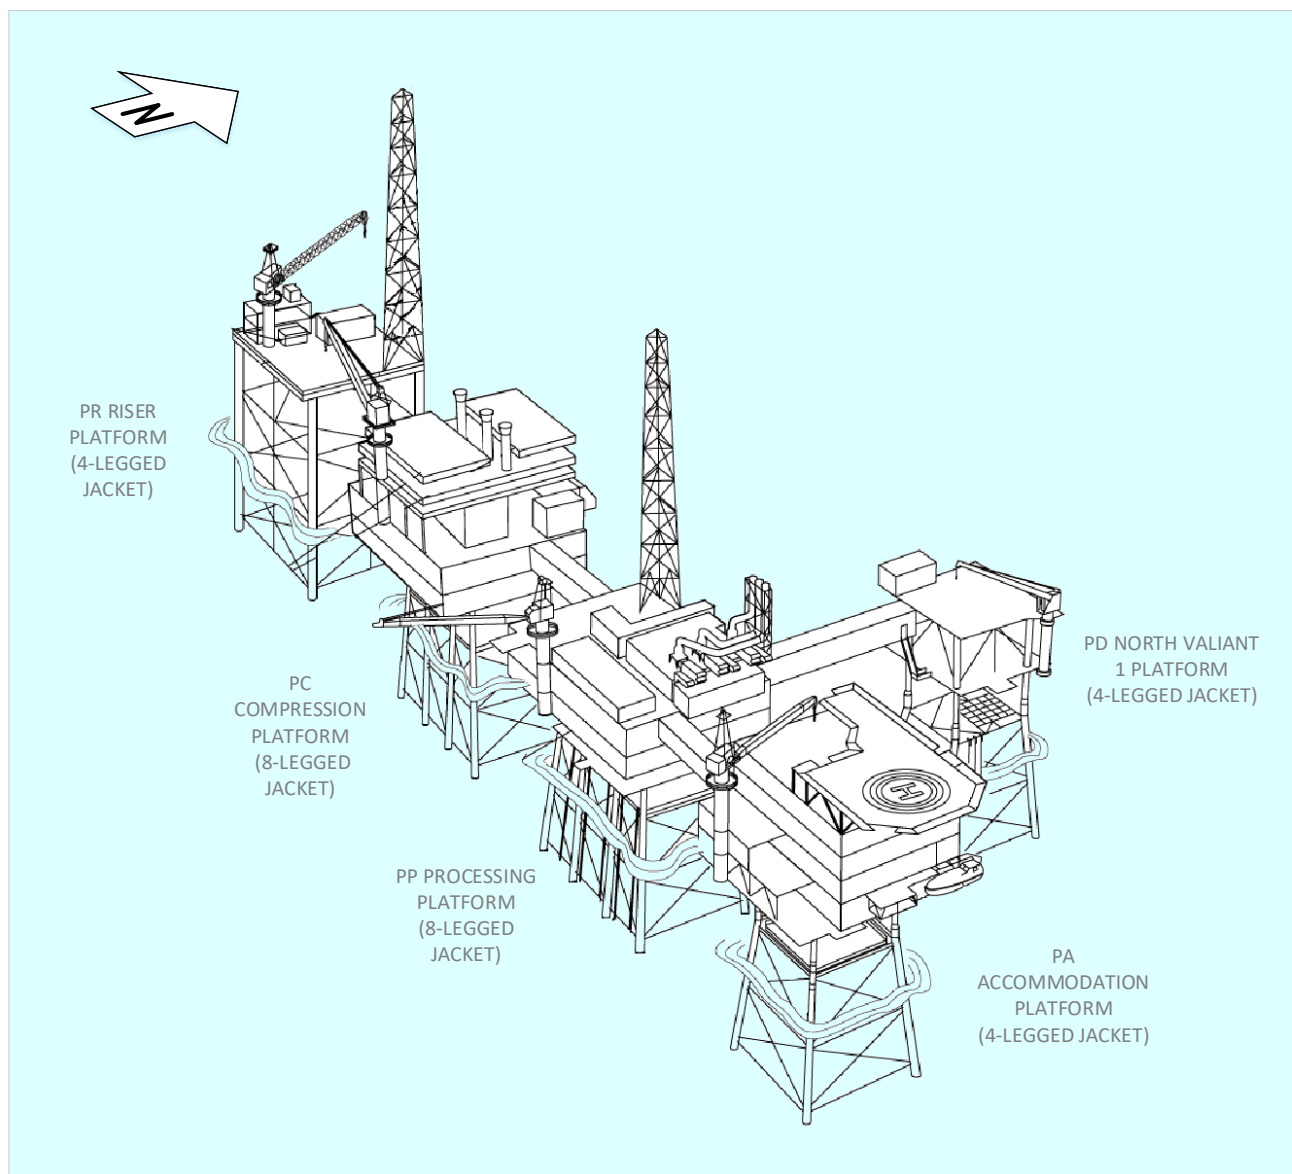 N
PR RISER
PLATFORM
(4-LEGGED
JACKET)
PD NORTH VALIANT
1 PLATFORM
(4-LEGGED JACKET)
PC
COMPRESSION
PLATFORM
(8-LEGGED
JACKET)
H
PP PROCESSING
PLATFORM
(8-LEGGED
JACKET)
PA
ACCOMMODATION
PLATFORM
(4-LEGGED JACKET)